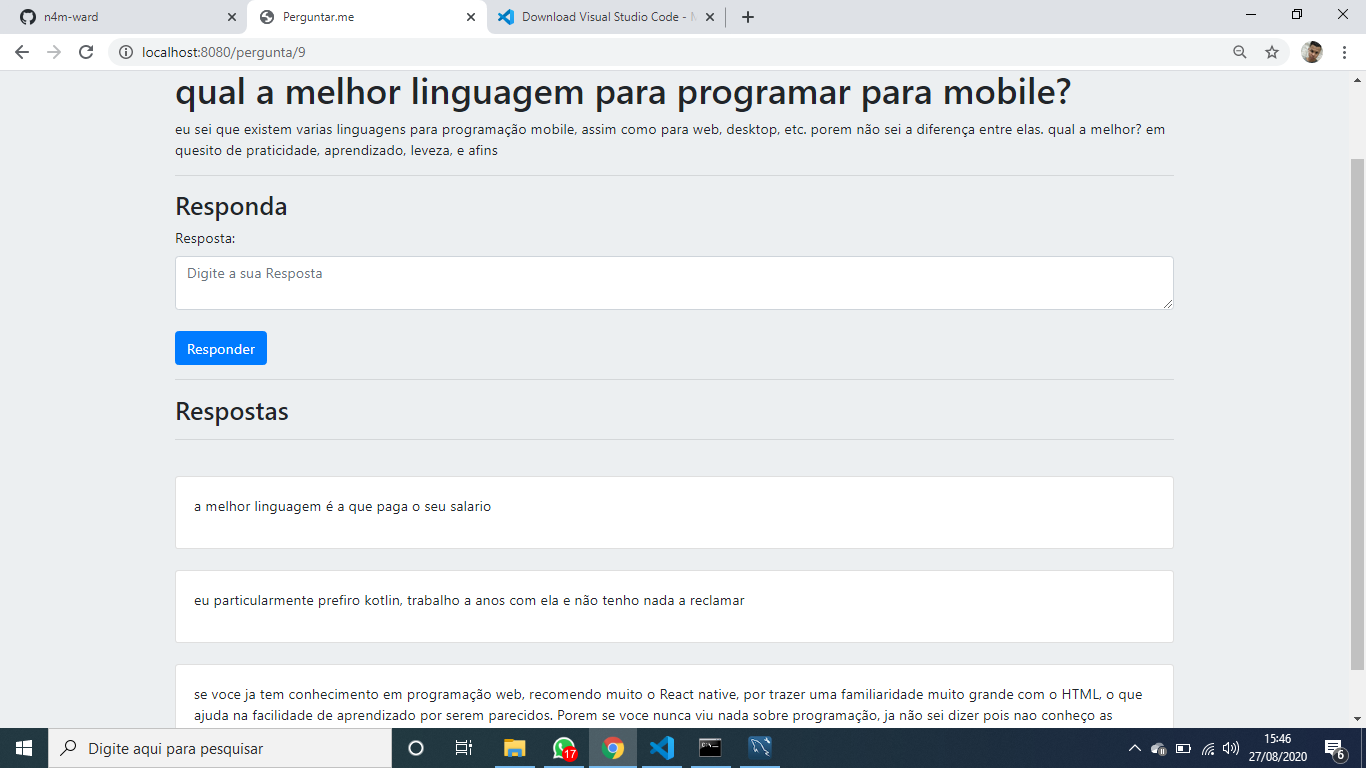 n4m-ward
Perguntar.me
Download Visual Studio Code -
localhost:8080/pergunta/9
qual a melhor linguagem para programar para mobile?
eu sei que existem varias linguagens para programação mobile, assim como para web, desktop, etc. porem não sei a diferença entre elas. qual a melhor? em
quesito de praticidade, aprendizado, leveza, e afins
Responda
Resposta:
Digite a sua Resposta
Responder
Respostas
a melhor linguagem é a que paga o seu salario
eu particularmente prefiro kotlin, trabalho a anos com ela e não tenho nada a reclamar
se voce ja tem conhecimento em programação web, recomendo muito o React native, por trazer uma familiaridade muito grande com o HTML, o que
ajuda na facilidade de aprendizado por serem parecidos. Porem se voce nunca viu nada sobre programação, ja não sei dizer pois nao conheço as
Digite aqui para pesquisar
17
15:46
27/08/2020
6